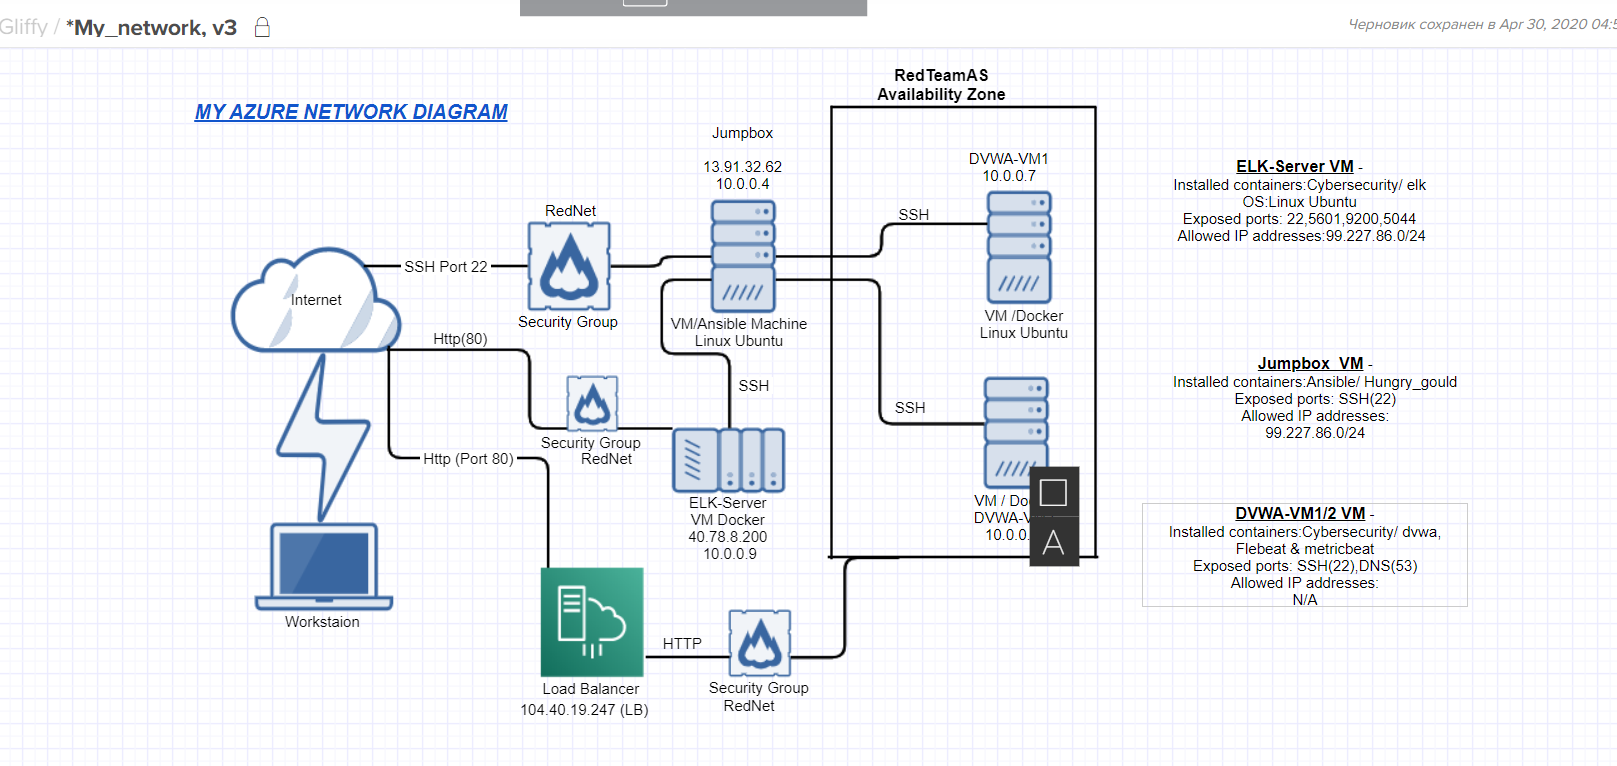 Gliffy / *My_network, v3
Черновик сохранен в Apr 30, 2020 04:5
MY AZURE NETWORK DIAGRAM
RedTeamAS
Availability Zone
Jumpbox
13.91.32.62
10.0.0.4
DVWA-VM1
10.0.0.7
RedNet
SSH
SSH Port 22
Internet
Security Group
VM/Ansible Machine
Linux Ubuntu
VM /Docker
Linux Ubuntu
Http(80)
SSH
SSH
Security Group
RedNet
Http (Port 80)
ELK-Server
VM Docker
40.78.8.200
10.0.0.9
VM / Do
DVWA-V
10.0.0.
A
Workstaion
HTTP
Load Balancer
104.40.19.247 (LB)
Security Group
RedNet
ELK-Server VM -
Installed containers:Cybersecurity/ elk
OS:Linux Ubuntu
Exposed ports: 22,5601,9200,5044
Allowed IP addresses:99.227.86.0/24
Jumpbox VM -
Installed containers:Ansible/ Hungry_gould
Exposed ports: SSH(22)
Allowed IP addresses:
99.227.86.0/24
DVWA-VM1/2 VM -
Installed containers:Cybersecurity/ dvwa,
Flebeat & metricbeat
Exposed ports: SSH(22),DNS(53)
Allowed IP addresses:
N/A